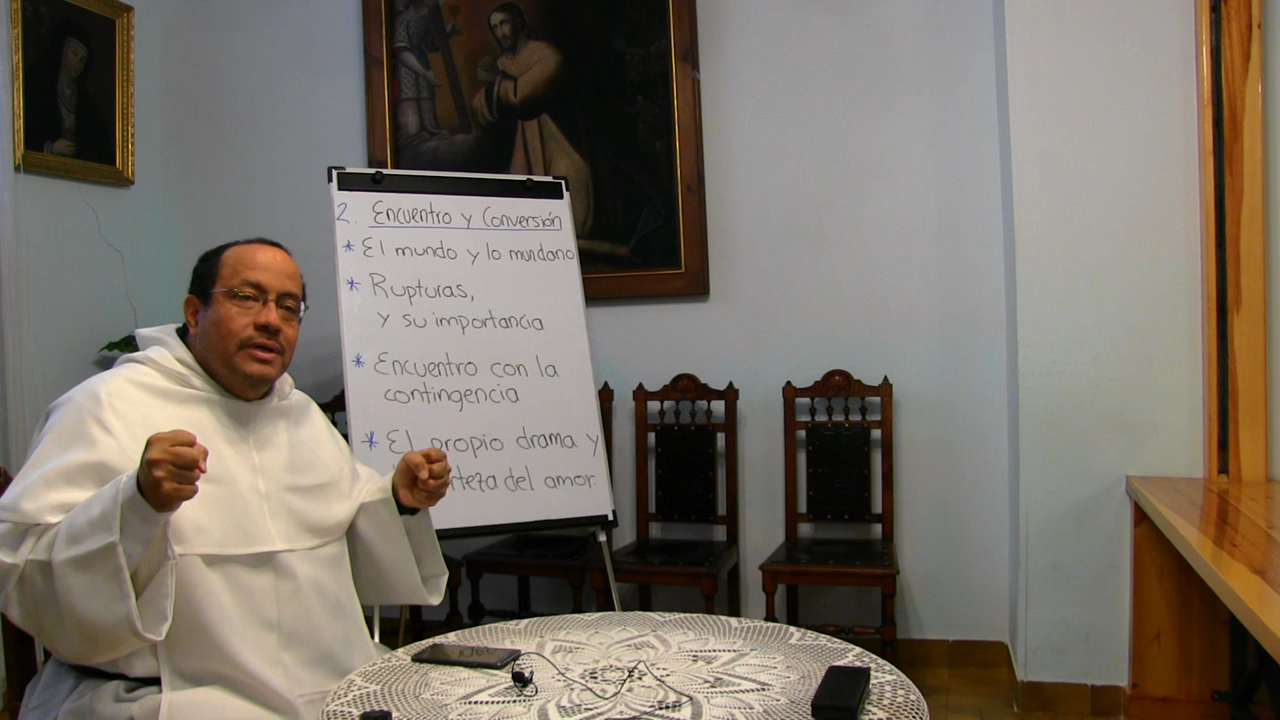 2. Encuentro y Conversión
* El mundo y lo mundano
* Rupturas,
y su importancia
* Encuentro con la
contingencia
* El propio drama y
del amor.